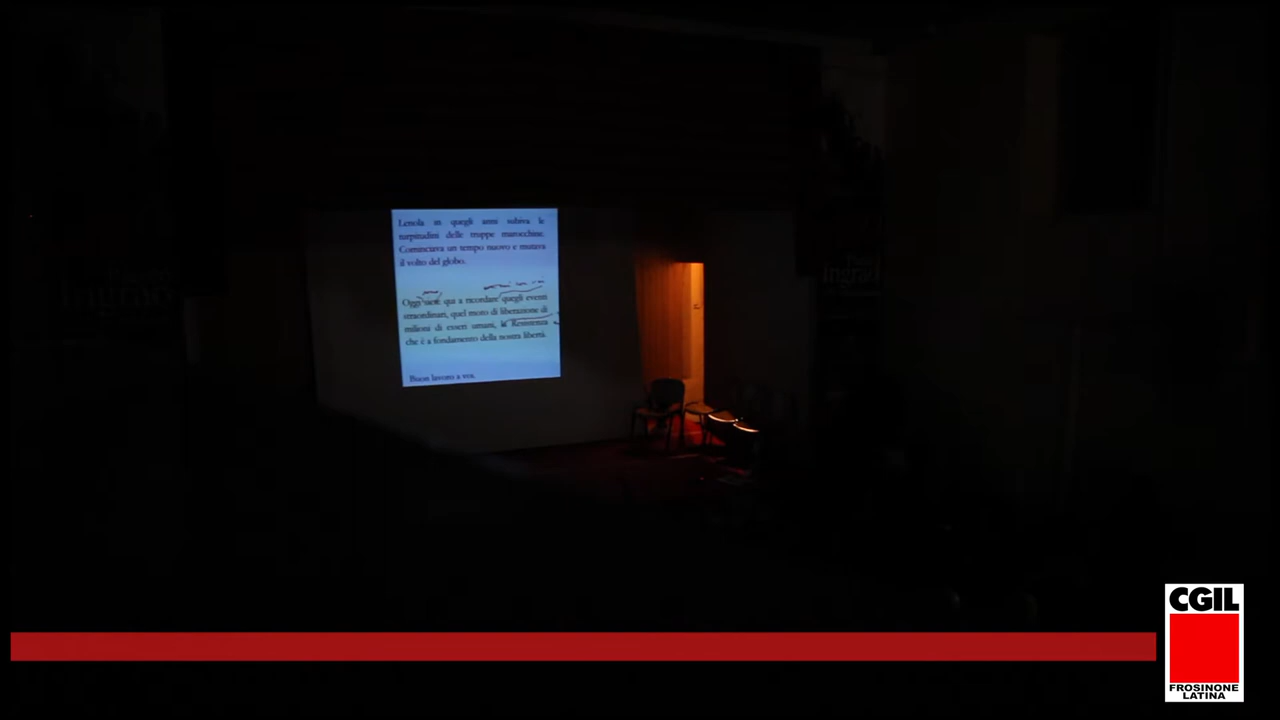 Lenola in quegli anni subiva le
turpitudini delle truppe marocchine.
Cominciava un tempo nuovo e mutava
il volto del globo.
Oggi siete qui a ricordare quegli eventi
straordinari, quel moto di liberazione di
milioni di esseri umani, la Resistenza
che è a fondamento della nostra libertà.
Buon lavoro a voi.
Ingrao
CGIL
FROSINONE
LATINA